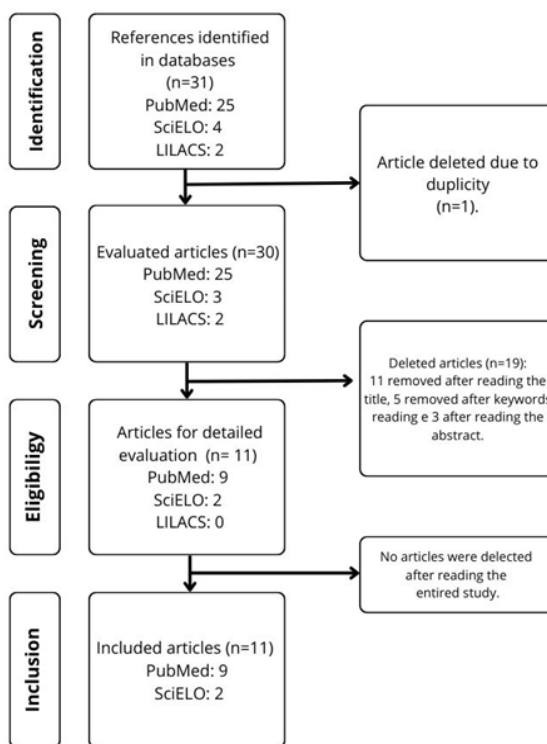 Identification
References identified
in databases
(n=31)
PubMed: 25
SciELO: 4
LILACS: 2
Article deleted due to
duplicity
(n=1).
Screening
Evaluated articles (n=30)
PubMed: 25
SciELO: 3
LILACS: 2
Deleted articles (n=19):
11 removed after reading the
title, 5 removed after keywords
reading e 3 after reading the
abstract.
Eligibiligy
Articles for detailed
evaluation (n= 11)
PubMed: 9
SciELO: 2
LILACS: 0
No articles were delected
after reading the
entired study.
Inclusion
Included articles (n=11)
PubMed: 9
SciELO: 2